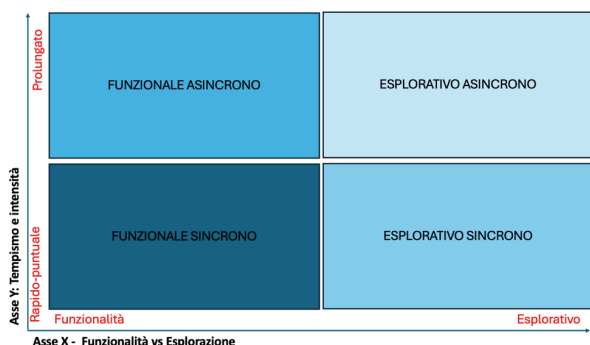 Prolungato
FUNZIONALE ASINCRONO
ESPLORATIVO ASINCRONO
Asse Y: Tempismo e intensità
Rapido-puntuale
FUNZIONALE SINCRONO
ESPLORATIVO SINCRONO
Funzionalità
Esplorativo
Asse X - Funzionalità vs Esplorazione